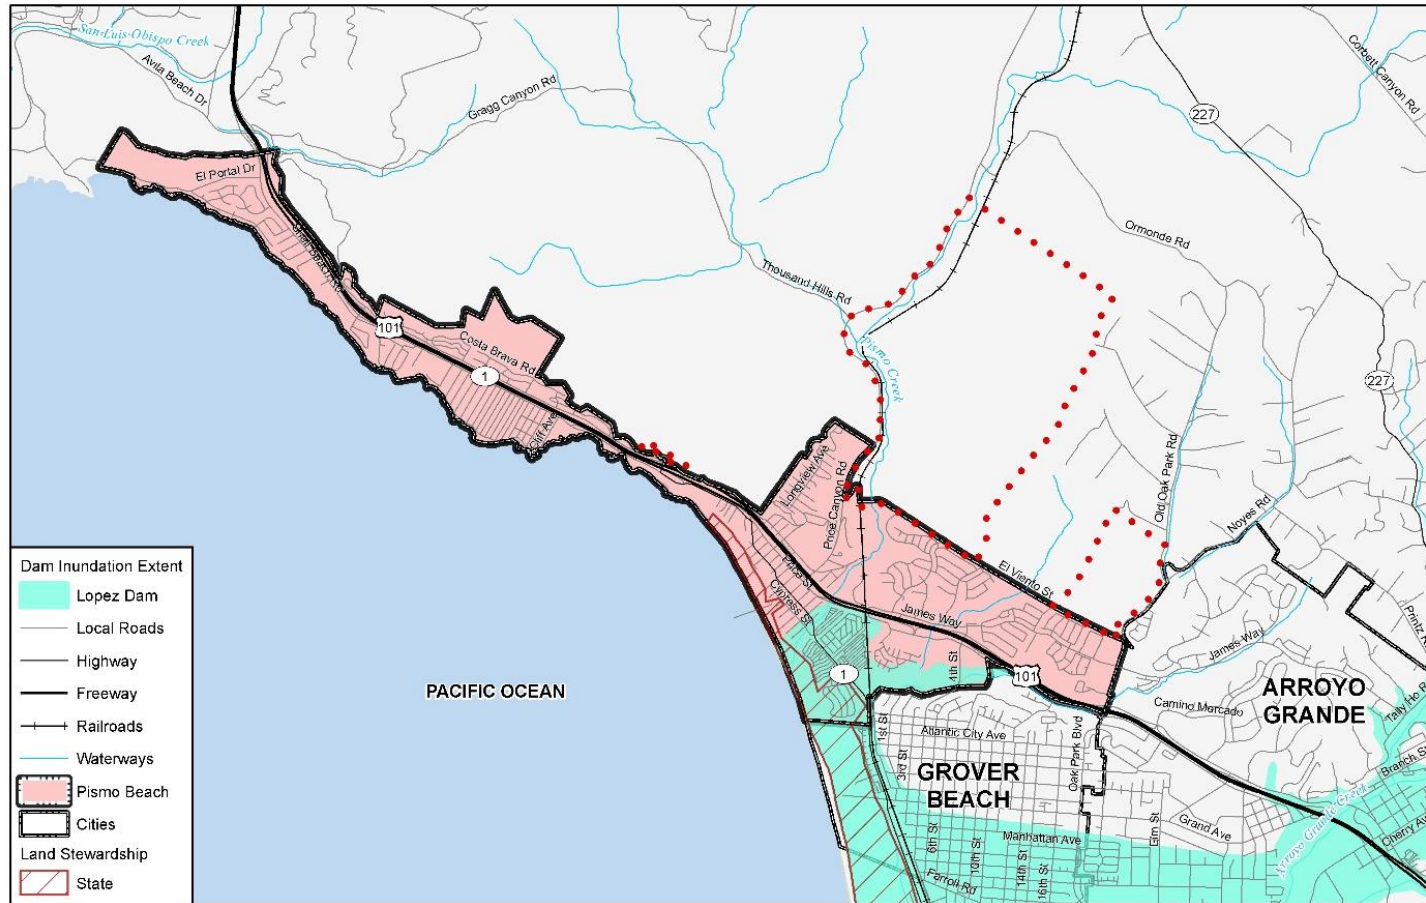 San Luis Obispo Creek
Avila Beach Dr
Gragg Canyon Rd
Corbett Canyon Rd
227
El Portal Dr
Ormonde Rd
Shell Beach Rd
Thousand Hills Rd
101
Costa Brava Rd
Pismo Creek
1
227
Cliff Ave
Longview Ave
Price Canyon Rd
Old Oak Park Rd
Noyes Rd
El Viento St
Price St
Cypress St
James Way
James Way
4th St
1
101
PACIFIC OCEAN
ARROYO
GRANDE
Camino Mercado
Tally Ho R
1st St
Atlantic City Ave
3rd St
Oak Park Blvd
GROVER
BEACH
Branch S
Grand Ave
Elm St
Arroyo Grande Creek
Cherry Av
6th St
Manhattan Ave
10th St
14th St
16th St
Farroll Rd
Dam Inundation Extent
Lopez Dam
Local Roads
Highway
Freeway
Railroads
Waterways
Pismo Beach
Cities
Land Stewardship
State